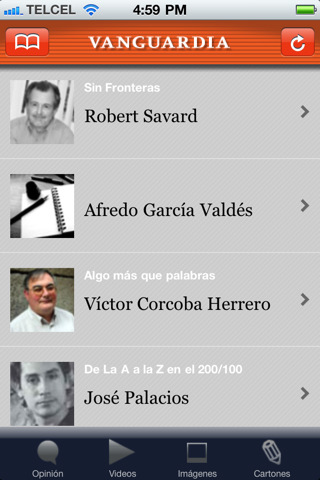 TELCEL 4:59 PM
VANGUARDIA
Sin Fronteras
Robert Savard
Afredo García Valdés
Algo más que palabras
Víctor Corcoba Herrero
De La A a la Z en el 200/100
José Palacios
Opinión Videos Imágenes Cartones